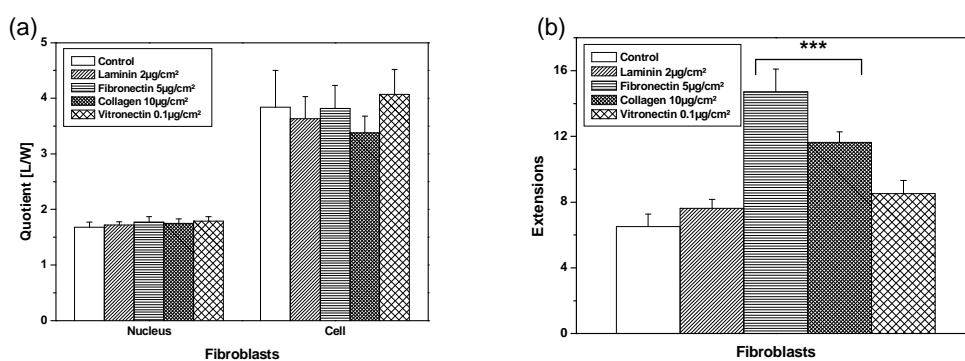 (a)
5
4
3
2
1
0
Quotient [L/W]
Control
Laminin 2µg/cm²
Fibronectin 5µg/cm²
Collagen 10µg/cm²
Vitronectin 0.1µg/cm²
Nucleus Cell
Fibroblasts
(b)
16
12
8
4
0
Extensions
Control
Laminin 2µg/cm²
Fibronectin 5µg/cm²
Collagen 10µg/cm²
Vitronectin 0.1µg/cm²
***
Fibroblasts